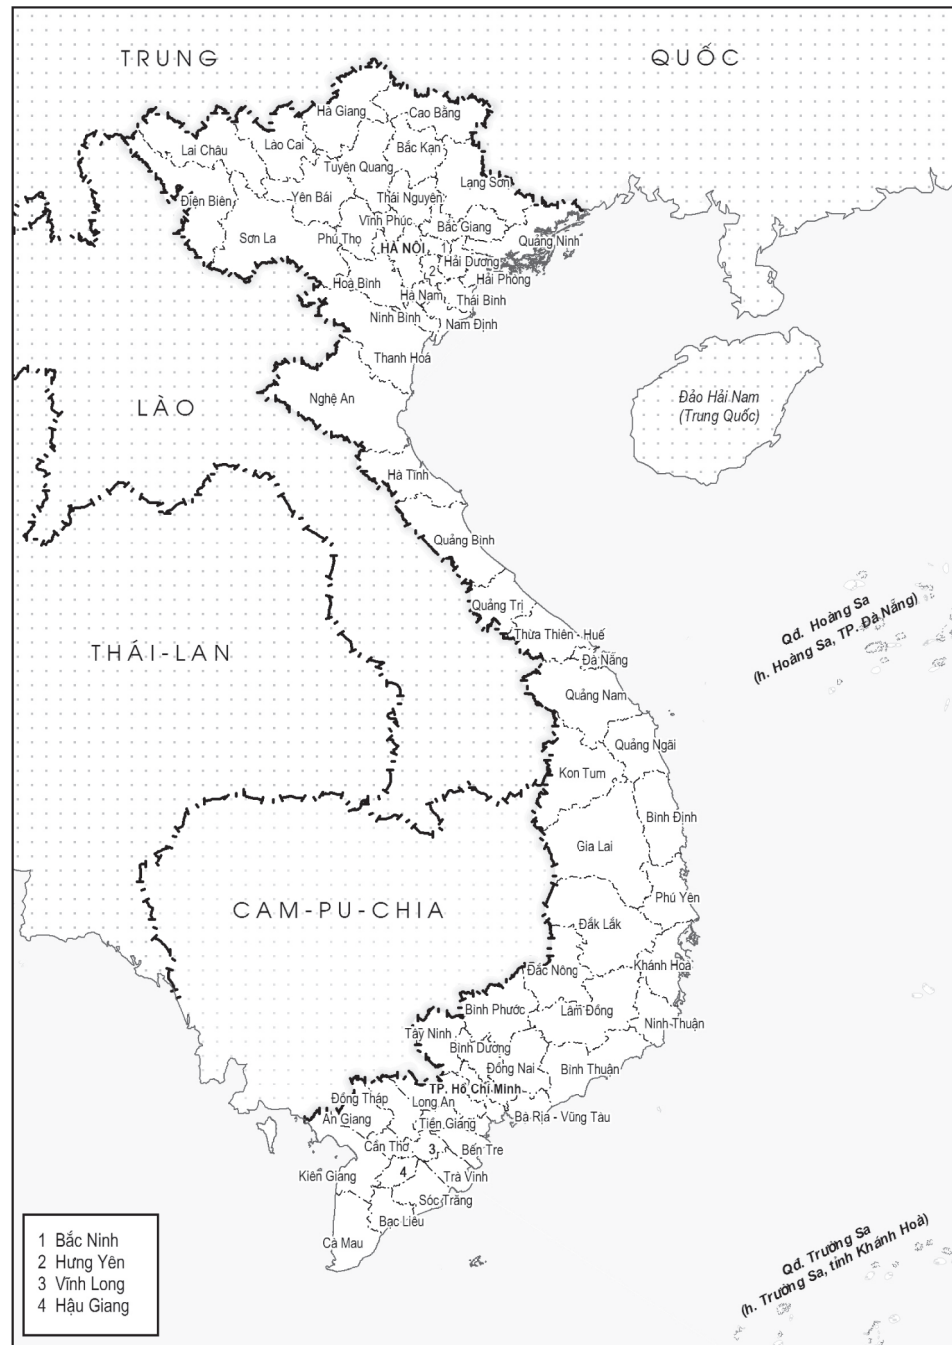 TRUNG QUỐC
Hà Giang
Cao Bằng
Lai Châu
Lào Cai
Bắc Kạn
Tuyên Quang
Lạng Sơn
Điện Biên
Yên Bái
Thái Nguyên
Vĩnh Phúc
Bắc Giang
Sơn La
Phú Thọ
HÀ NỘI
1
Quảng Ninh
Hải Dương
2
Hải Phòng
Hoà Bình
Hà Nam
Thái Bình
Ninh Bình
Nam Định
Thanh Hoá
Nghệ An
LÀO
Đảo Hải Nam
(Trung Quốc)
Hà Tĩnh
Quảng Bình
Quảng Trị
Thừa Thiên - Huế
Qđ. Hoàng Sa
(h. Hoàng Sa, TP. Đà Nẵng)
THÁI-LAN
Đà Nẵng
Quảng Nam
Quảng Ngãi
Kon Tum
Bình Định
Gia Lai
Phú Yên
CAM-PU-CHIA
Đắk Lắk
Khánh Hoà
Đắc Nông
Bình Phước
Lâm Đồng
Ninh Thuận
Tây Ninh
Bình Dương
Đồng Nai
Bình Thuận
TP. Hồ Chí Minh
Đồng Tháp
Long An
An Giang
Tiền Giang
Bà Rịa - Vũng Tàu
Cần Thơ
3
Bến Tre
Kiên Giang
4
Trà Vinh
Sóc Trăng
Bạc Liêu
Cà Mau
Qđ. Trường Sa
(h. Trường Sa, tỉnh Khánh Hoà)
1 Bắc Ninh
2 Hưng Yên
3 Vĩnh Long
4 Hậu Giang